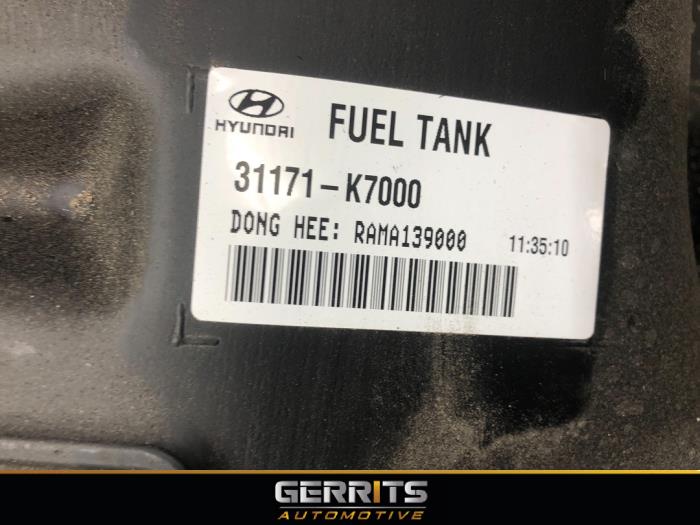 HYUNDAI
FUEL TANK
31171-K7000
DONG HEE: RAMA139000 11:35:10
GERRITS
AUTOMOTIVE